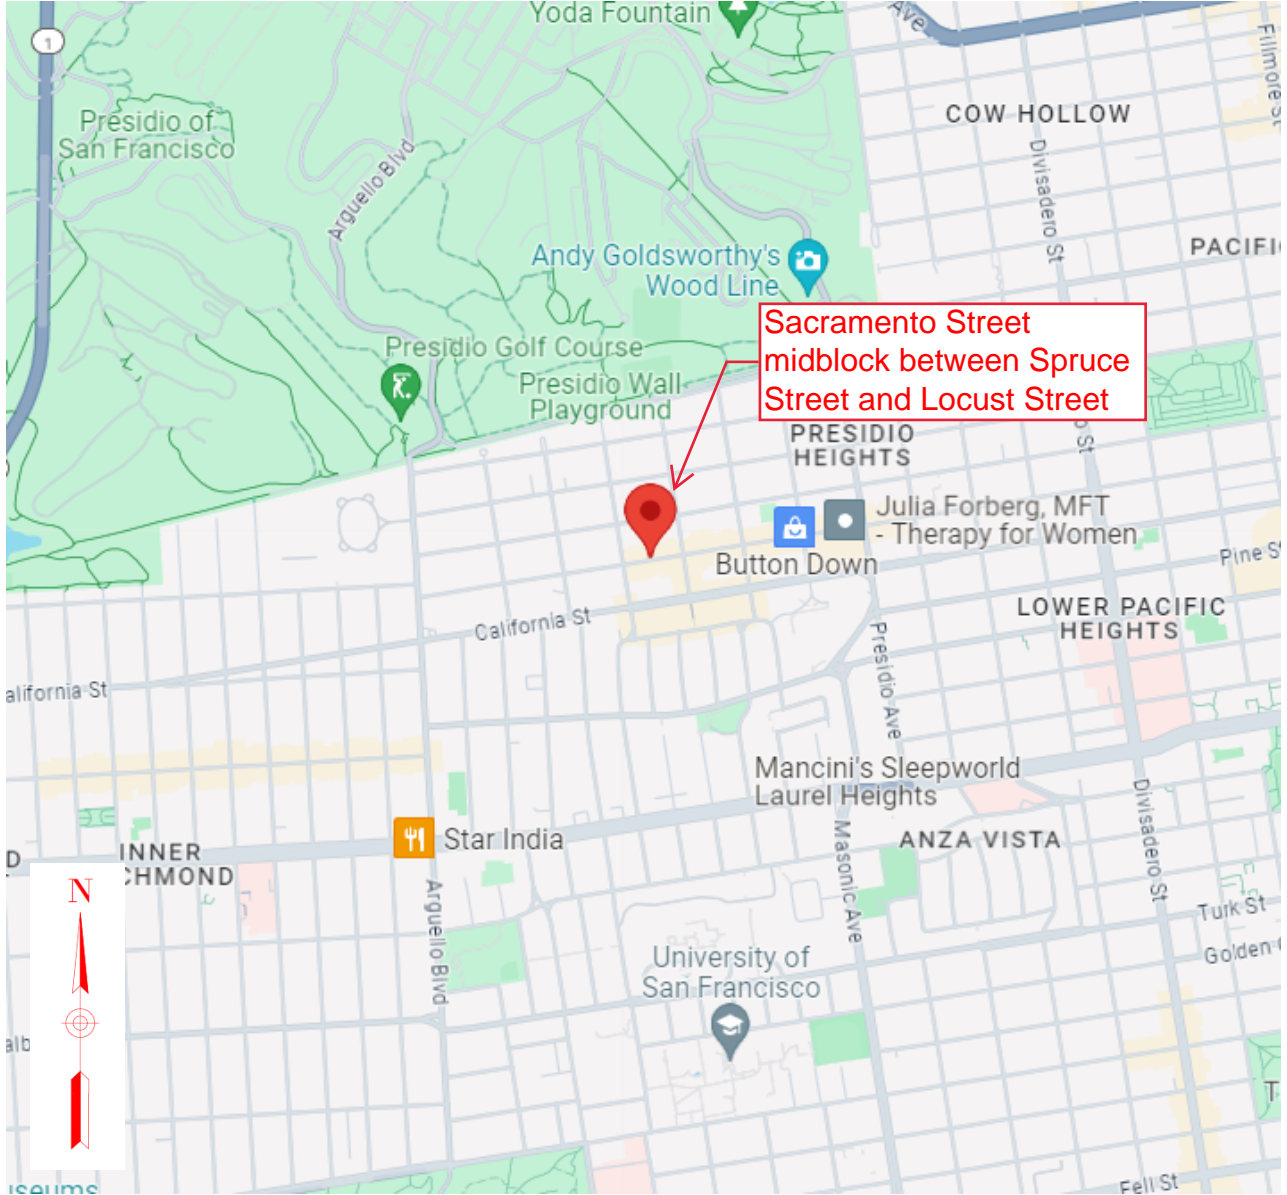 Yoda Fountain
Ave
Fillmore St
1
Presidio of
San Francisco
COW HOLLOW
Arguello Blvd
Divisadero St
PACIFI
Andy Goldsworthy's
Wood Line
Sacramento Street
midblock between Spruce
Street and Locust Street
Presidio Golf Course
Presidio Wall
Playground
o St
PRESIDIO
HEIGHTS
Julia Forberg, MFT
- Therapy for Women
Button Down
Pine S
California St
LOWER PACIFIC
HEIGHTS
Presidio Ave
alifornia St
Mancini's Sleepworld
Laurel Heights
Divisadero St
Star India
ANZA VISTA
Masonic Ave
D
INNER
CHMOND
N
Arguello Blvd
Turk St
Golden
University of
San Francisco
alb
T
useums
Fell St